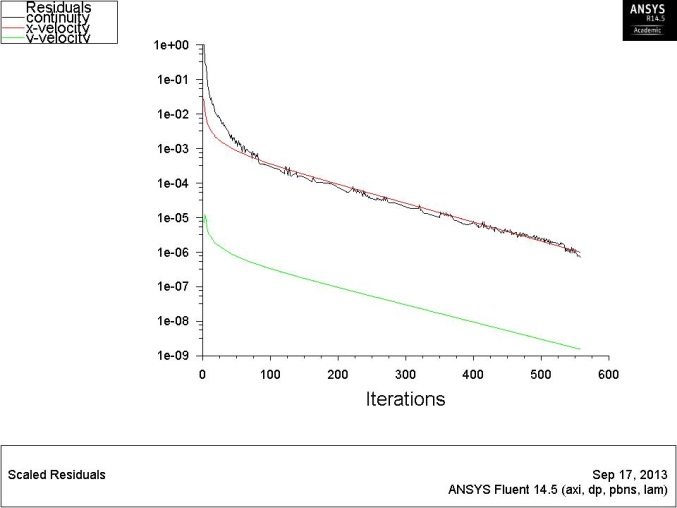 Residuals
continuity
x-velocity
y-velocity
ANSYS
R14.5
Academic
1e+00
1e-01
1e-02
1e-03
1e-04
1e-05
1e-06
1e-07
1e-08
1e-09
0 100 200 300 400 500 600
Iterations
Scaled Residuals
Sep 17, 2013
ANSYS Fluent 14.5 (axi, dp, pbns, lam)